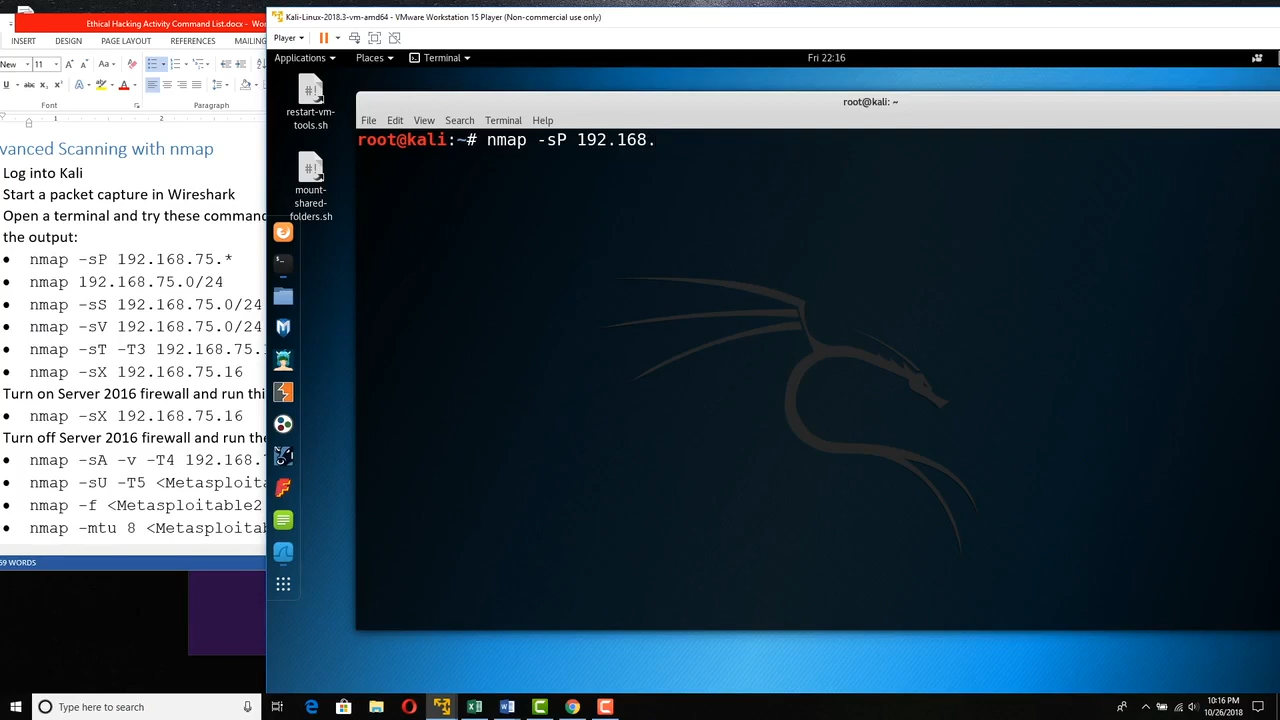 Ethical Hacking Activity Command List.docx - Wo
INSERT DESIGN PAGE LAYOUT REFERENCES MAILING
New 11
Font Paragraph
1 2
vanced Scanning with nmap
Log into Kali
Start a packet capture in Wireshark
Open a terminal and try these command
the output:
• nmap -sP 192.168.75.*
• nmap 192.168.75.0/24
• nmap -sS 192.168.75.0/24
• nmap -sV 192.168.75.0/24
• nmap -sT -T3 192.168.75.1
• nmap -sX 192.168.75.16
Turn on Server 2016 firewall and run thi
• nmap -sX 192.168.75.16
Turn off Server 2016 firewall and run the
• nmap -sA -v -T4 192.168.7
• nmap -sU -T5 <Metasploita
• nmap -f <Metasploitable2
• nmap -mtu 8 <Metasploitab
69 WORDS
Kali-Linux-2018.3-vm-amd64 - VMware Workstation 15 Player (Non-commercial use only)
Player
Applications Places Terminal Fri 22:16
restart-vm-
tools.sh
mount-
shared-
folders.sh
root@kali: ~
File Edit View Search Terminal Help
root@kali:~# nmap -sP 192.168.
Type here to search
10:16 PM
10/26/2018